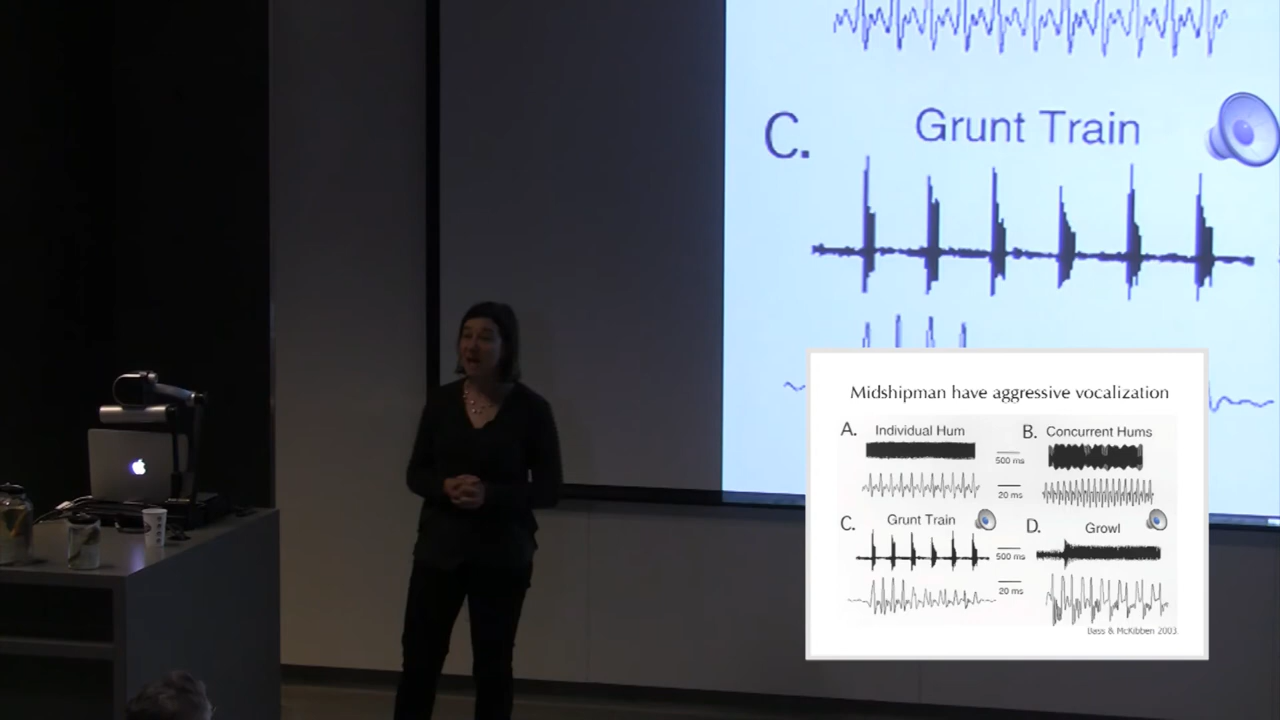 C. Grunt Train
Midshipman have aggressive vocalization
A. Individual Hum
B. Concurrent Hums
500 ms
20 ms
C. Grunt Train
D. Growl
500 ms
20 ms
Bass & McKibben 2003